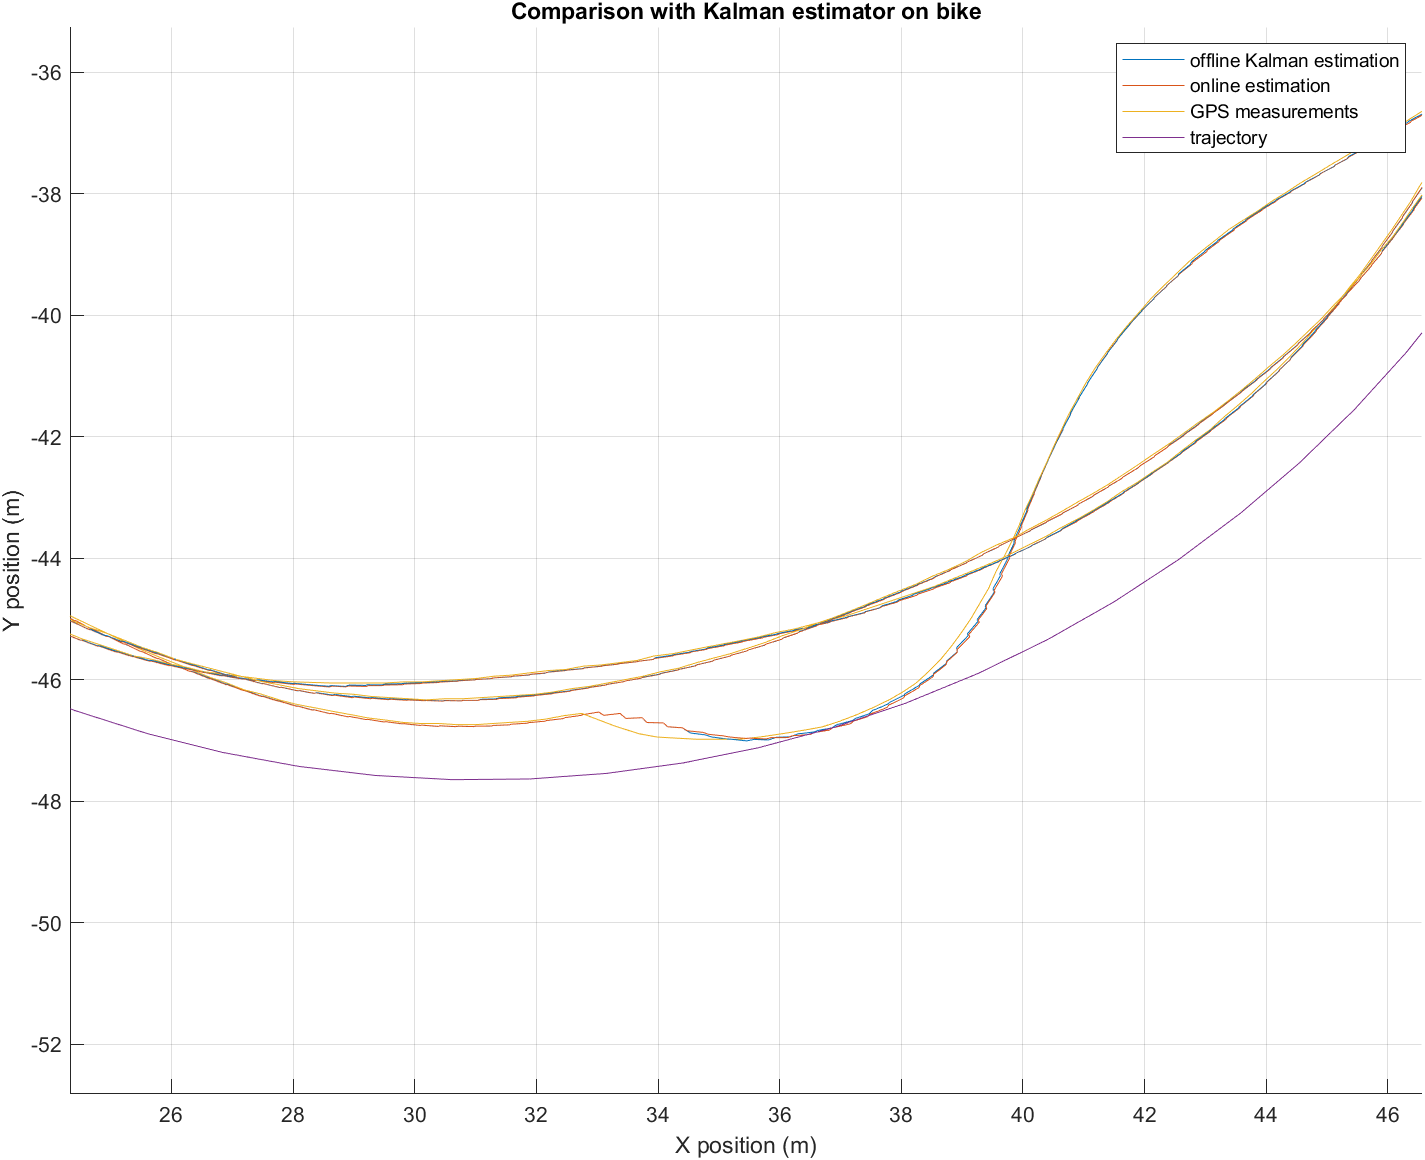 Comparison with Kalman estimator on bike
offline Kalman estimation
online estimation
GPS measurements
trajectory
-36
-38
-40
-42
-44
-46
-48
-50
-52
Y position (m)
26 28 30 32 34 36 38 40 42 44 46
X position (m)